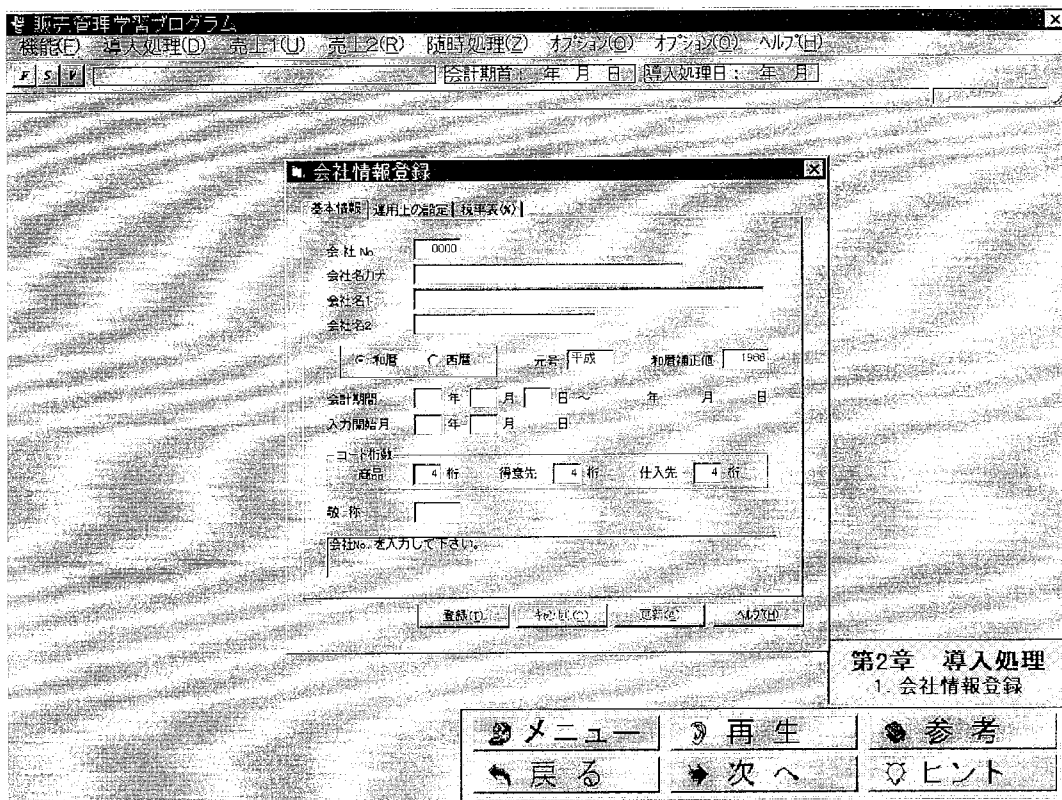 販売管理学習プログラム
機能(F) 導入処理(D) 売上1(U) 売上2(R) 随時処理(Z) オプション(O) オプション(Q) ヘルプ(H)
F S V 会計期首: 年 月 日 導入処理日: 年 月
会社情報登録
基本情報 運用上の設定 税率表(%)
会社No. 0000
会社名カナ
会社名1
会社名2
和暦 西暦 元号 平成 和暦補正値 1988
会計期間 年 月 日 ～ 年 月 日
入力開始月 年 月 日
コード桁数
商品 4 桁 得意先 4 桁 仕入先 4 桁
敬称
会社No. を入力して下さい。
登録(T) キャンセル(C) 更新 ヘルプ(H)
第2章 導入処理
1. 会社情報登録
メニュー 再生 参考
戻る 次へ ヒント